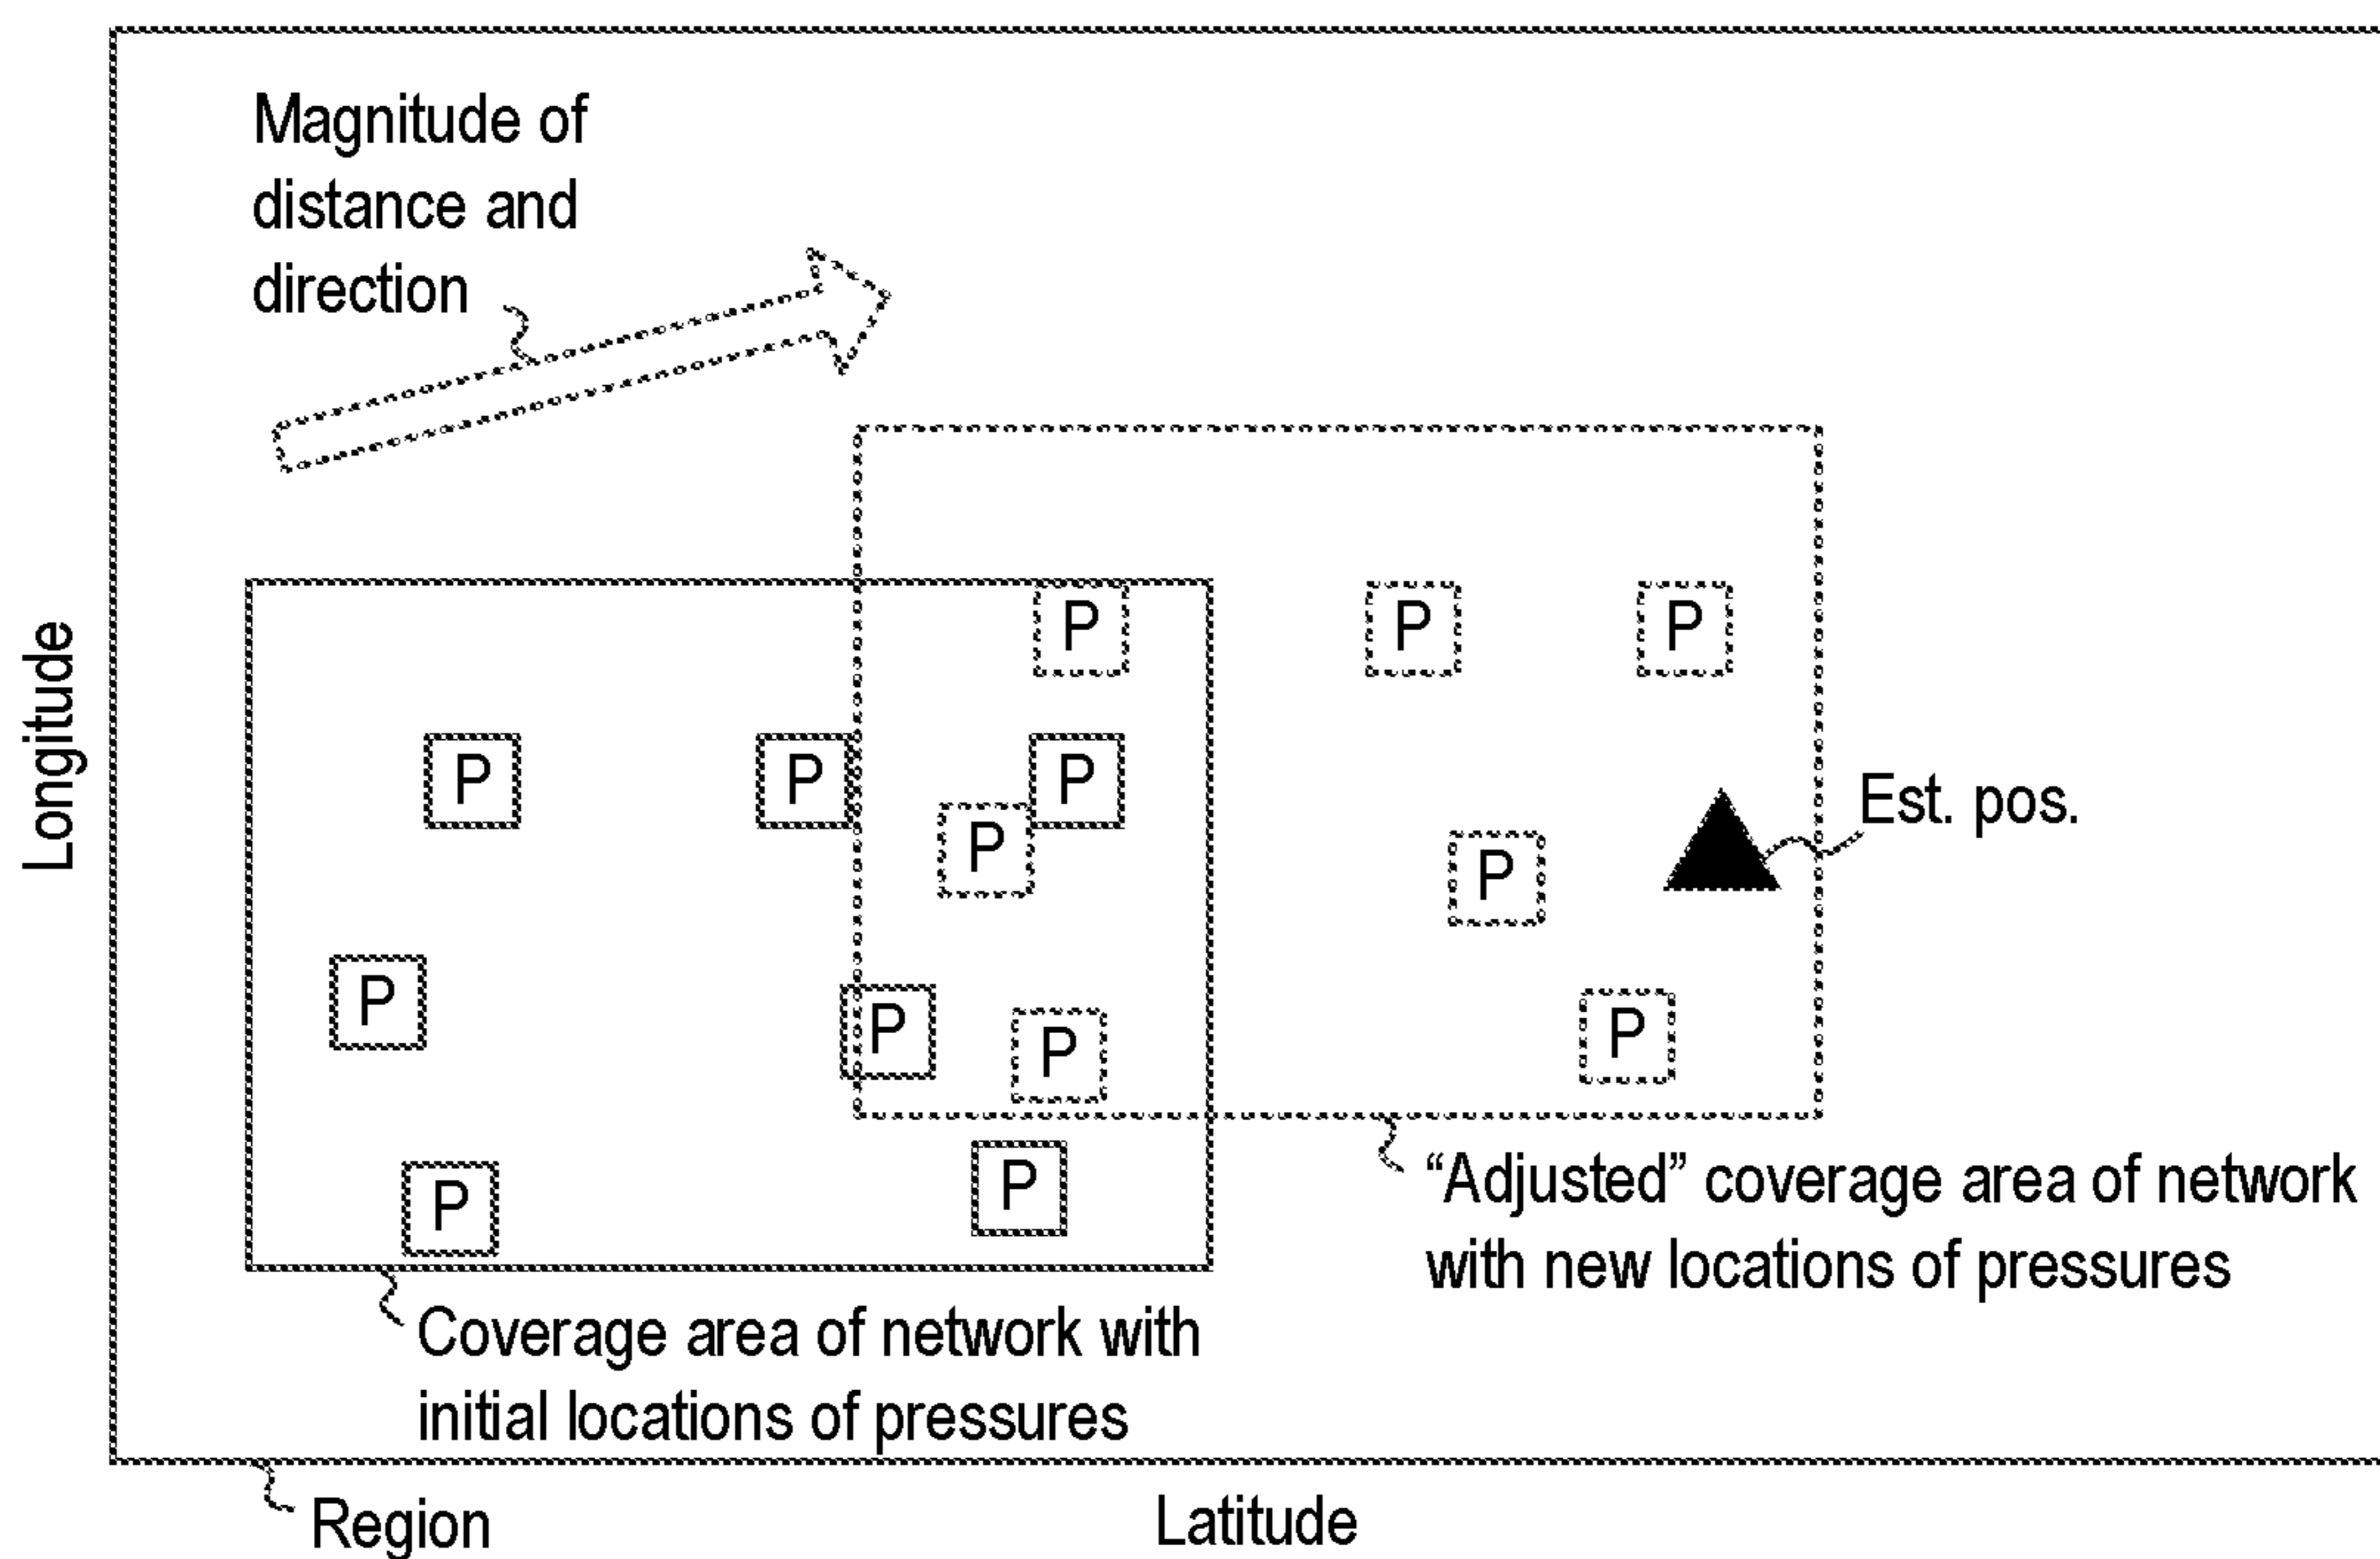 Magnitude of
distance and
direction
Longitude
P
P
P
P
P
P
P
P
P
P
P
P
P
P
Est. pos.
“Adjusted” coverage area of network
with new locations of pressures
Coverage area of network with
initial locations of pressures
Region
Latitude